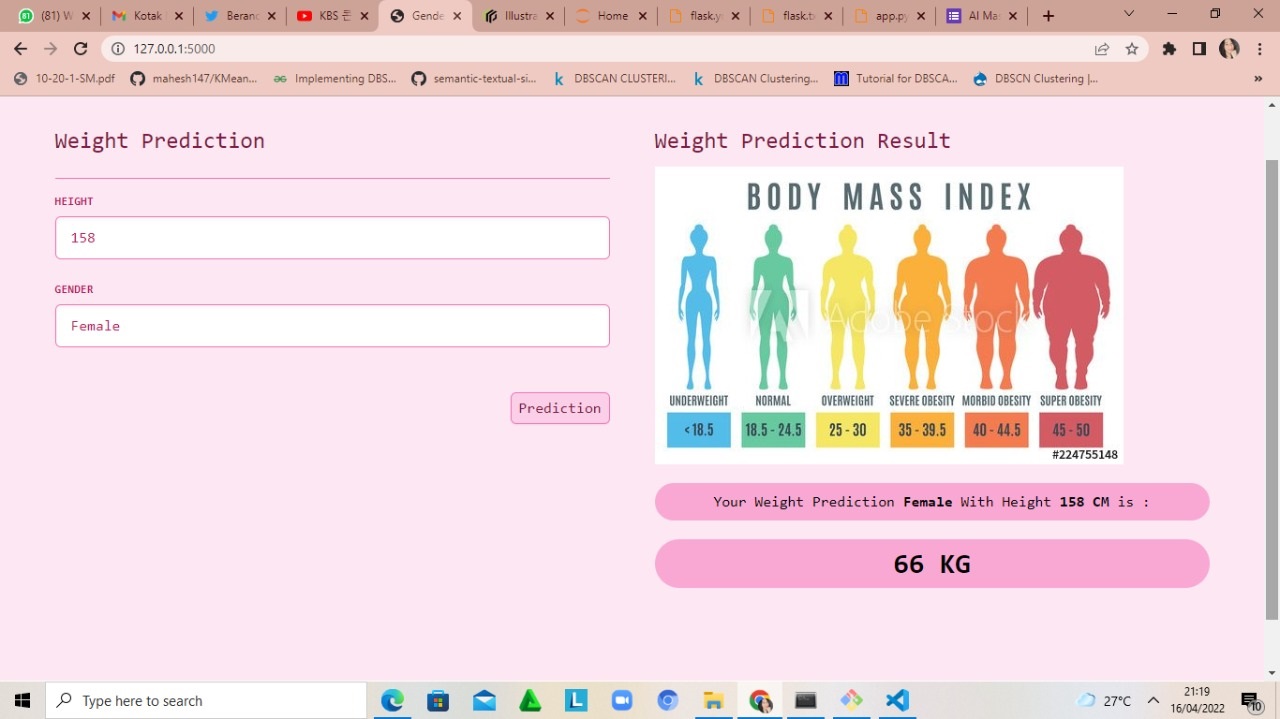 (81) W
Kotak
Beranc
KBS
Gende
Illustra
Home
flask.y
flask.t
app.py
AI Ma
127.0.0.1:5000
10-20-1-SM.pdf
mahesh147/KMean...
Implementing DBS...
semantic-textual-si...
DBSCAN CLUSTERI...
DBSCAN Clustering...
Tutorial for DBSCA...
DBSCN Clustering |...
»
Weight Prediction
HEIGHT
158
GENDER
Female
Prediction
Weight Prediction Result
BODY MASS INDEX
Adobe Stock
UNDERWEIGHT NORMAL OVERWEIGHT SEVERE OBESITY MORBID OBESITY SUPER OBESITY
< 18.5 18.5 - 24.5 25 - 30 35 - 39.5 40 - 44.5 45 - 50
#224755148
Your Weight Prediction Female With Height 158 CM is :
66 KG
Type here to search
27°C
21:19
16/04/2022
10